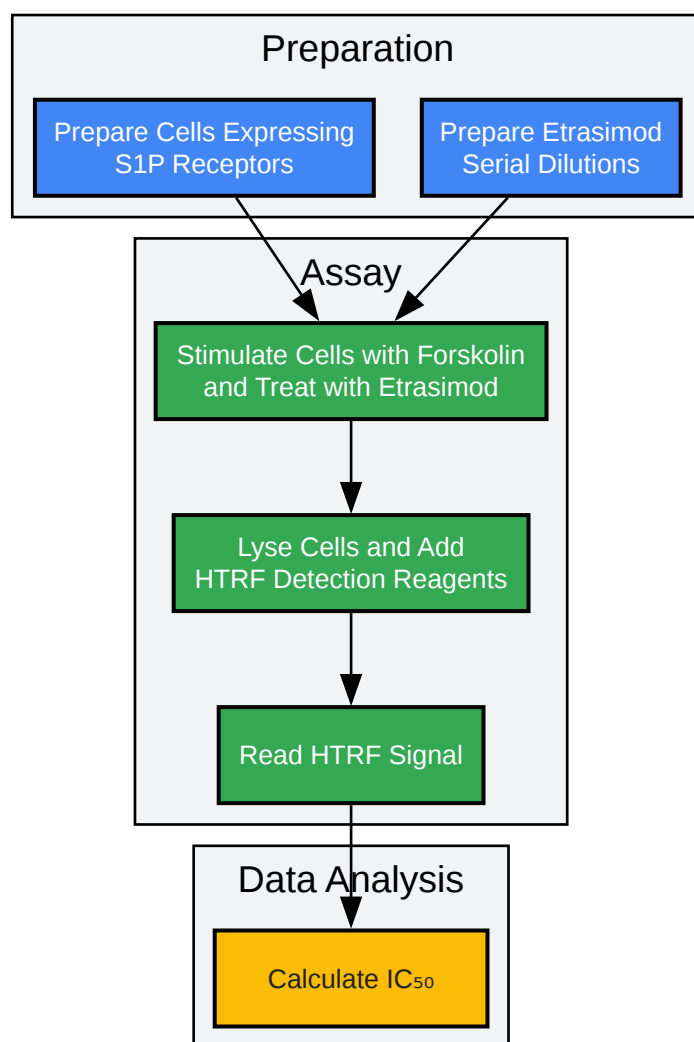 Preparation
Prepare Cells Expressing
S1P Receptors
Prepare Etrasimod
Serial Dilutions
Assay
Stimulate Cells with Forskolin
and Treat with Etrasimod
Lyse Cells and Add
HTRF Detection Reagents
Read HTRF Signal
Data Analysis
Calculate IC₅₀